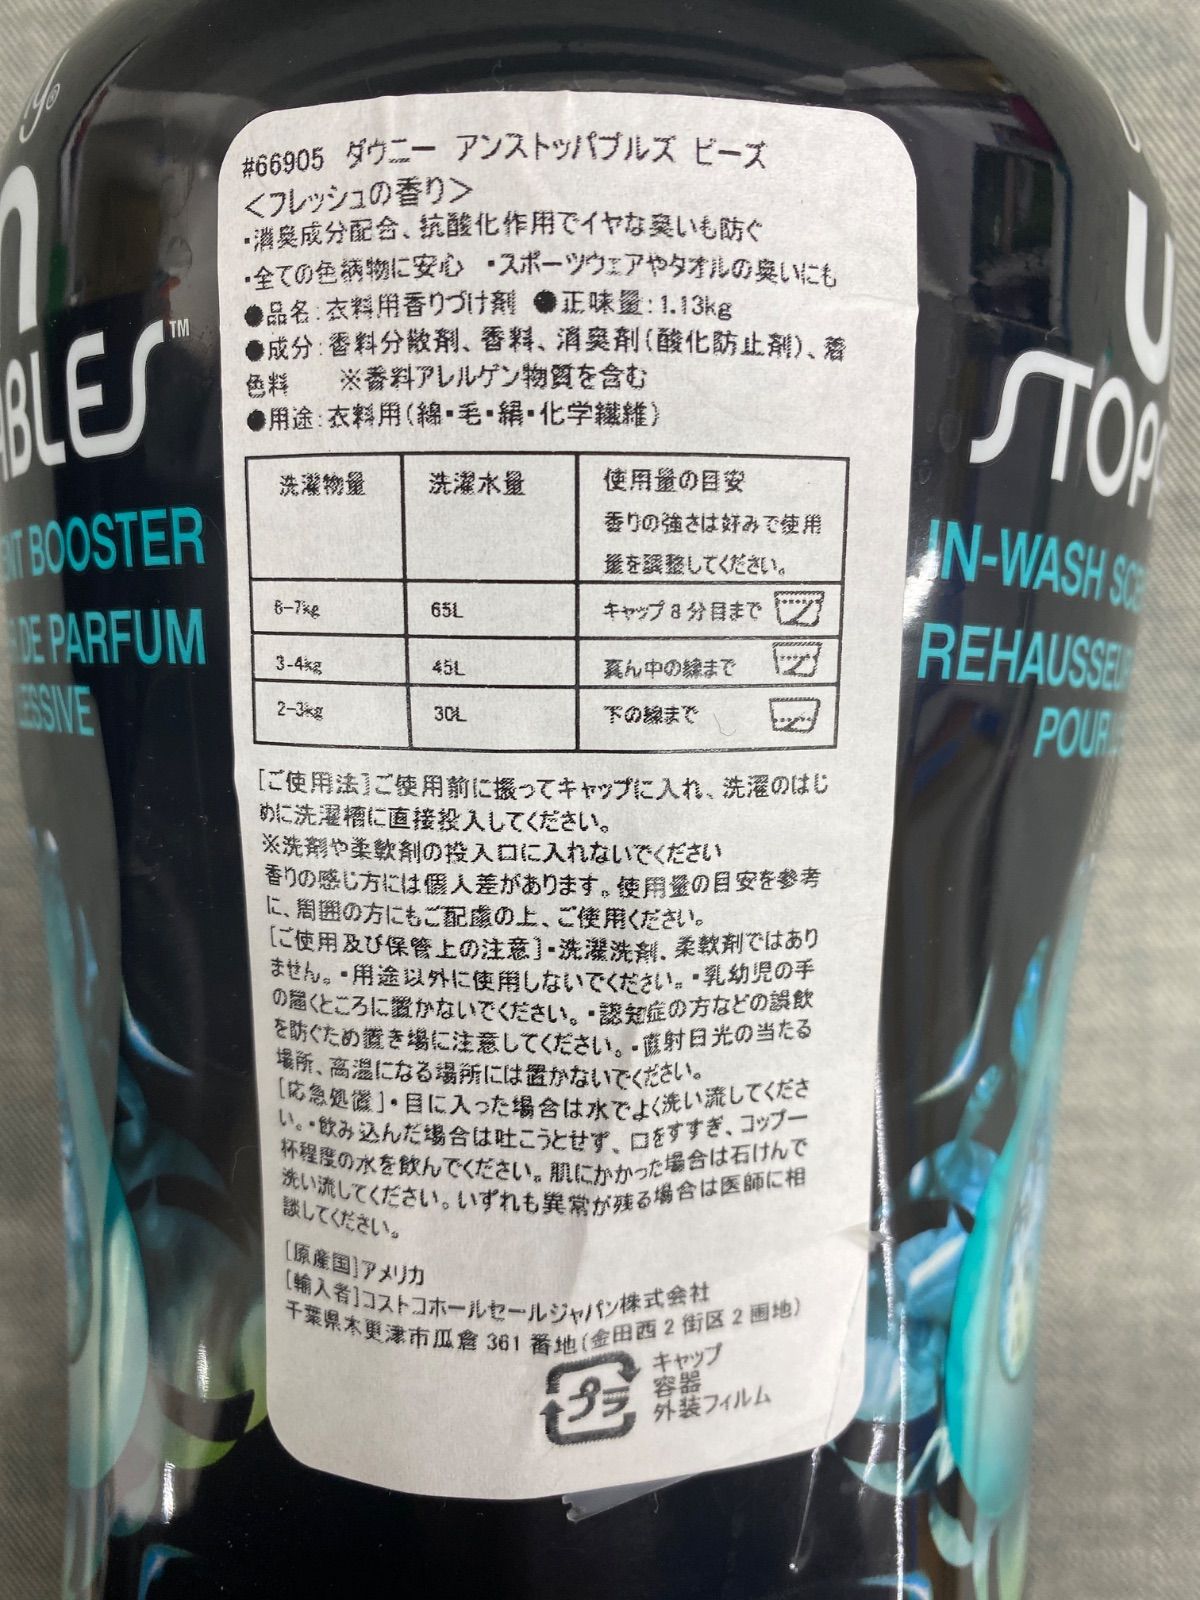 #66905 ダウニー アンストッパブルズ ビーズ
＜フレッシュの香り＞
・消臭成分配合、抗酸化作用でイヤな臭いも防ぐ
・全ての色柄物に安心 ・スポーツウェアやタオルの臭いにも
●品名:衣料用香りづけ剤 ●正味量:1.13kg
●成分:香料分散剤、香料、消臭剤(酸化防止剤)、着
色料 ※香料アレルゲン物質を含む
●用途:衣料用(綿・毛・絹・化学繊維)
洗濯物量 洗濯水量 使用量の目安
香りの強さは好みで使用
量を調整してください。
6-7kg 65L キャップ8分目まで
3-4kg 45L 真ん中の線まで
2-3kg 30L 下の線まで
[ご使用法]ご使用前に振ってキャップに入れ、洗濯のはじ
めに洗濯槽に直接投入してください。
※洗剤や柔軟剤の投入口に入れないでください
香りの感じ方には個人差があります。使用量の目安を参考
に、周囲の方にもご配慮の上、ご使用ください。
[ご使用及び保管上の注意]・洗濯洗剤、柔軟剤ではあり
ません。・用途以外に使用しないでください。・乳幼児の手
の届くところに置かないでください。・認知症の方などの誤飲
を防ぐため置き場に注意してください。・直射日光の当たる
場所、高温になる場所には置かないでください。
[応急処置]・目に入った場合は水でよく洗い流してくださ
い。・飲み込んだ場合は吐こうとせず、口をすすぎ、コップ一
杯程度の水を飲んでください。肌にかかった場合は石けんで
洗い流してください。いずれも異常が残る場合は医師に相
談してください。
[原産国]アメリカ
[輸入者]コストコホールセールジャパン株式会社
千葉県木更津市瓜倉 361 番地(金田西2街区2画地)
プラ
キャップ
容器
外装フィルム
ABLES™
BOOSTER
DE PARFUM
U
STOP
IN-WASH
POUR